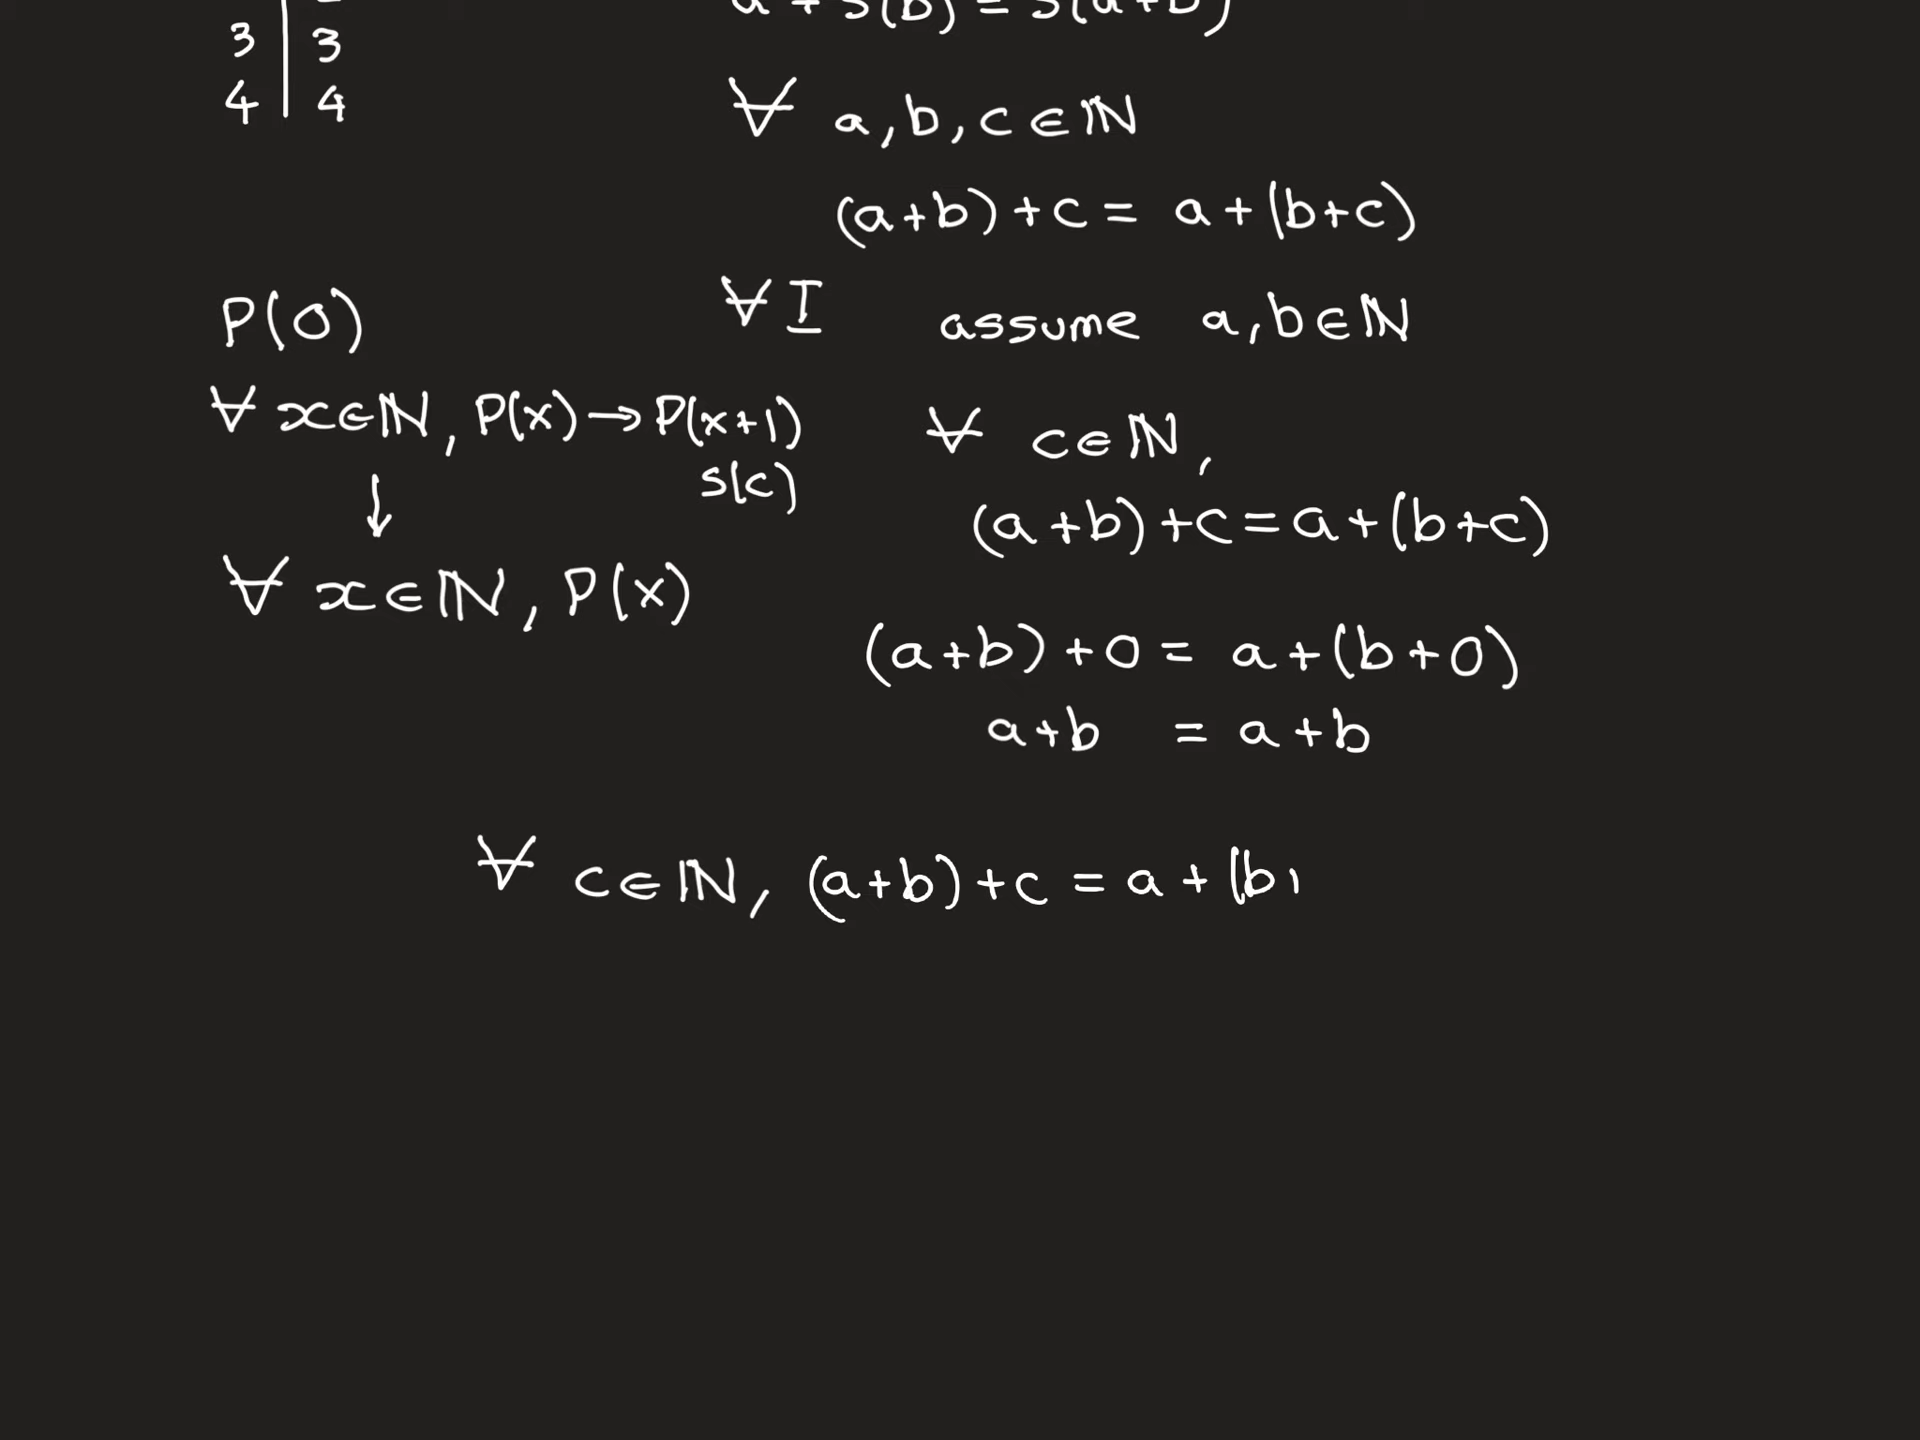 a + s(b) = s(a+b)
3 | 3
4 | 4
∀ a, b, c ∈ ℕ
(a+b) + c = a + (b+c)
P(0)
∀ x ∈ ℕ, P(x) → P(x+1)
s(c)
↓
∀ x ∈ ℕ, P(x)
∀ I assume a, b ∈ ℕ
∀ c ∈ ℕ,
(a+b) + c = a + (b+c)
(a+b) + 0 = a + (b+0)
a+b = a+b
∀ c ∈ ℕ, (a+b) + c = a + (b